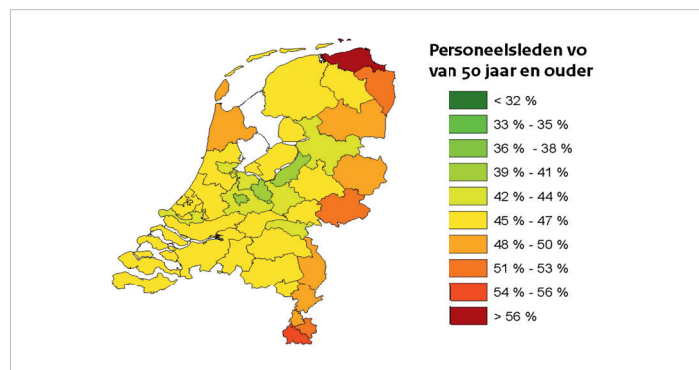 Personeelsleden vo
van 50 jaar en ouder
< 32 %
33 % - 35 %
36 % - 38 %
39 % - 41 %
42 % - 44 %
45 % - 47 %
48 % - 50 %
51 % - 53 %
54 % - 56 %
> 56 %